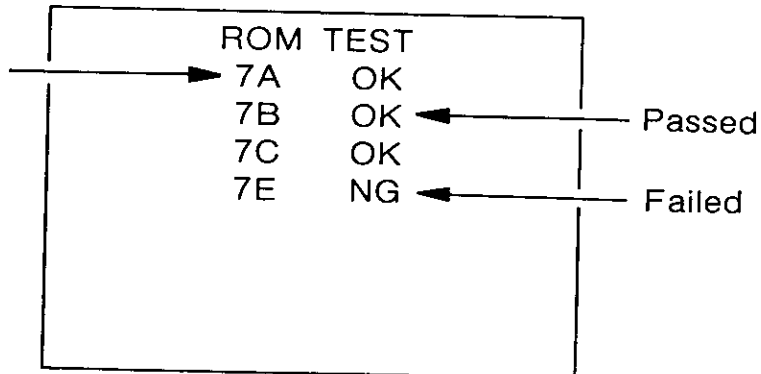 ROM TEST
7A OK
7B OK Passed
7C OK
7E NG Failed